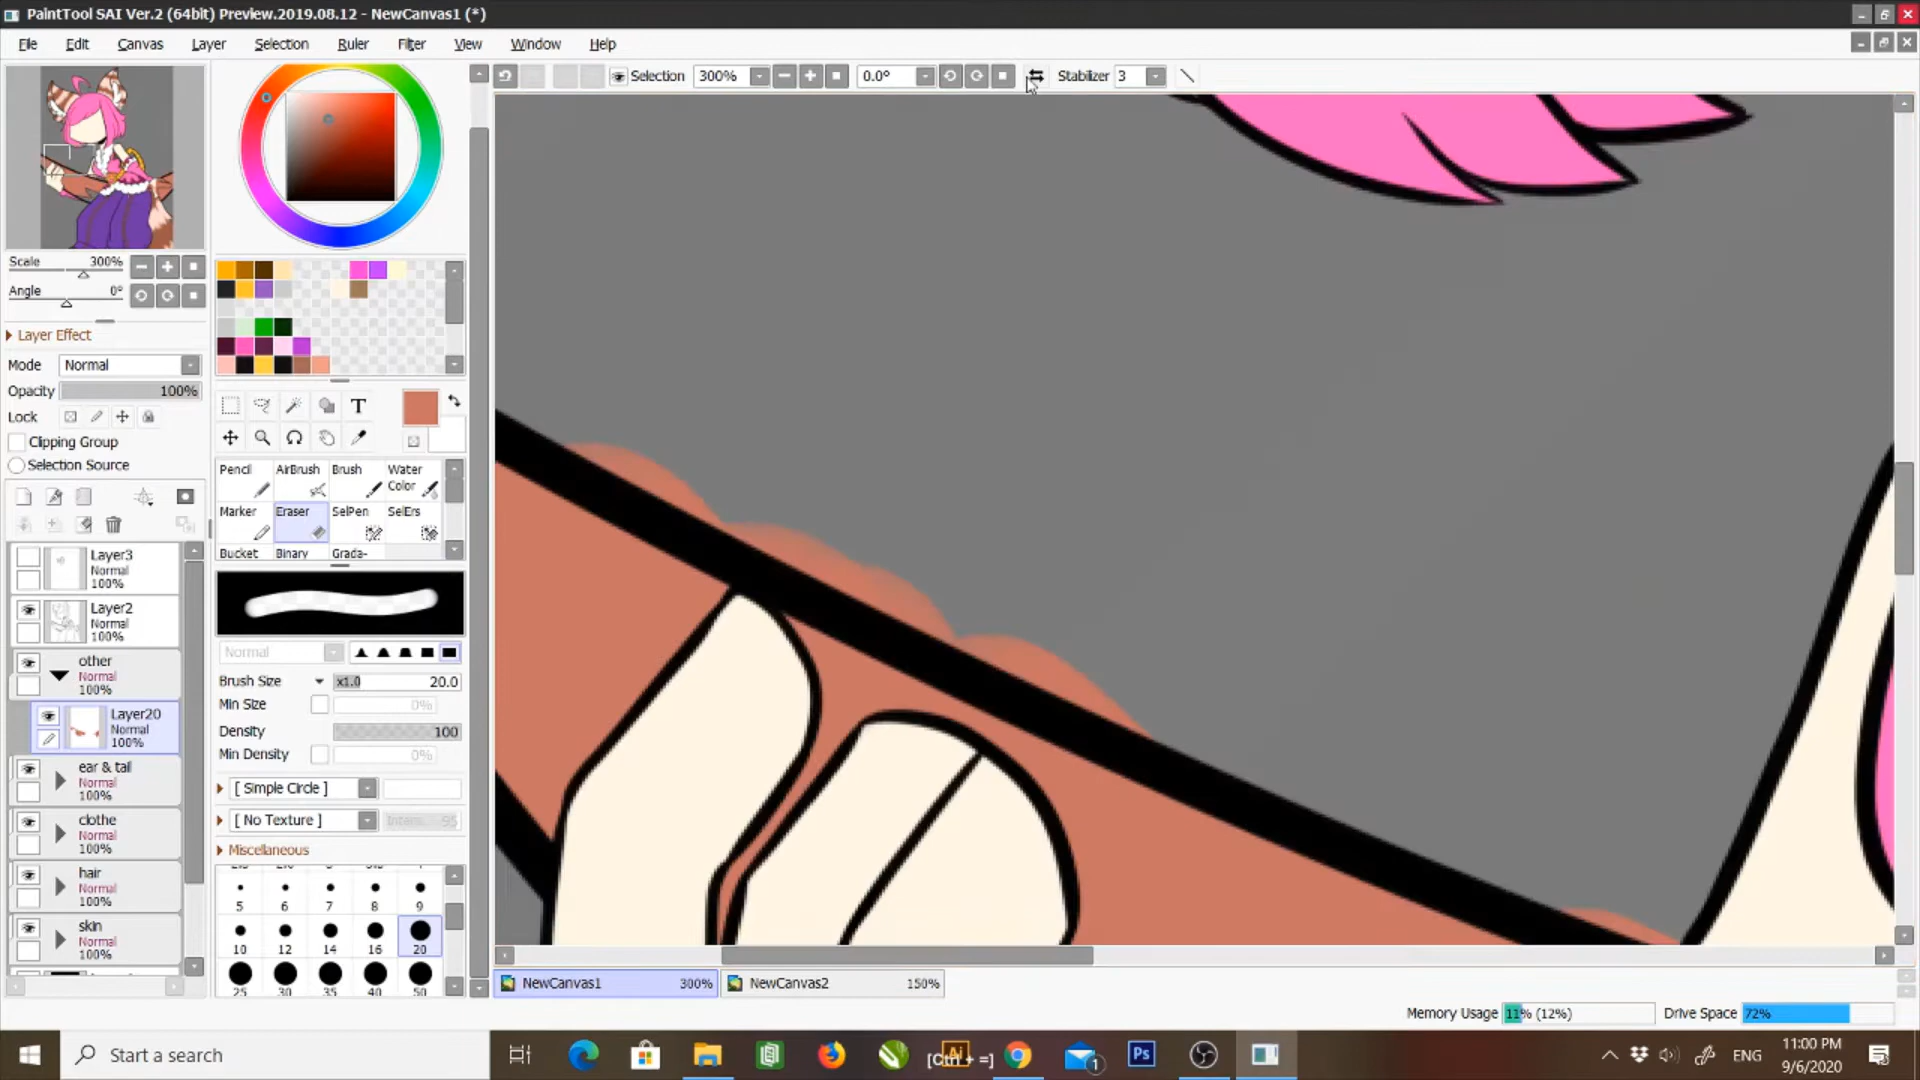 PaintTool SAI Ver.2 (64bit) Preview.2019.08.12 - NewCanvas1 (*)
File Edit Canvas Layer Selection Ruler Filter View Window Help
Selection 300% 0.0° Stabilizer 3
Scale 300%
Angle 0°
Layer Effect
Mode Normal
Opacity 100%
Lock
Clipping Group
Selection Source
Layer3
Normal
100%
Layer2
Normal
100%
other
Normal
100%
Layer20
Normal
100%
ear & tail
Normal
100%
clothe
Normal
100%
hair
Normal
100%
skin
Normal
100%
T
Pencil AirBrush Brush Water Color
Marker Eraser SelPen SelErs
Bucket Binary Grada-
Normal
Brush Size x1.0 20.0
Min Size 0%
Density 100
Min Density 0%
[ Simple Circle ]
[ No Texture ] 95
Miscellaneous
5 6 7 8 9
10 12 14 16 20
25 30 35 40 50
NewCanvas1 300% NewCanvas2 150%
Memory Usage 11% (12%) Drive Space 72%
Start a search
[Ctrl + =]
Ai
1
Ps
ENG
11:00 PM
9/6/2020